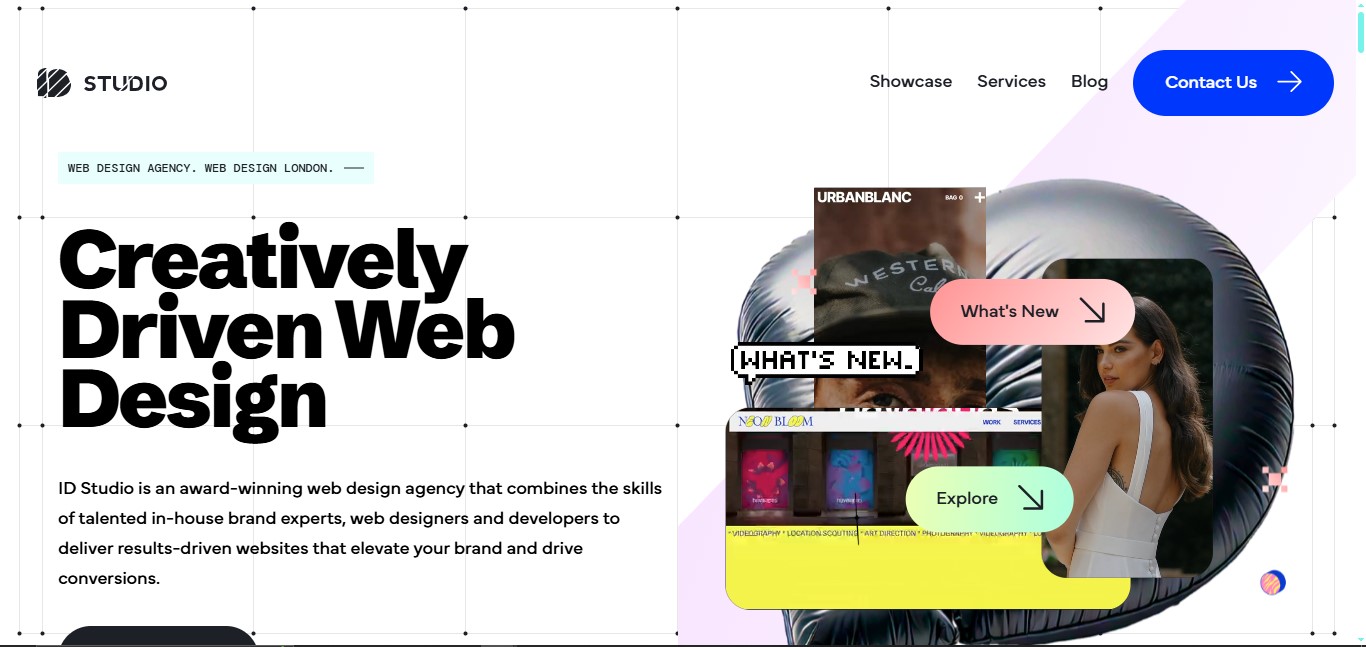 STUDIO
Showcase
Services
Blog
Contact Us
WEB DESIGN AGENCY. WEB DESIGN LONDON.
Creatively
Driven Web
Design
ID Studio is an award-winning web design agency that combines the skills
of talented in-house brand experts, web designers and developers to
deliver results-driven websites that elevate your brand and drive
conversions.
URBANBLANC
BAG 0
WESTERN
What's New
WHAT'S NEW_
WORK
SERVICES
Explore
* VIDEOGRAPHY * LOCATION SCOUTING * ART DIRECTION * PHOTOGRAPHY * VIDEOGRAPHY